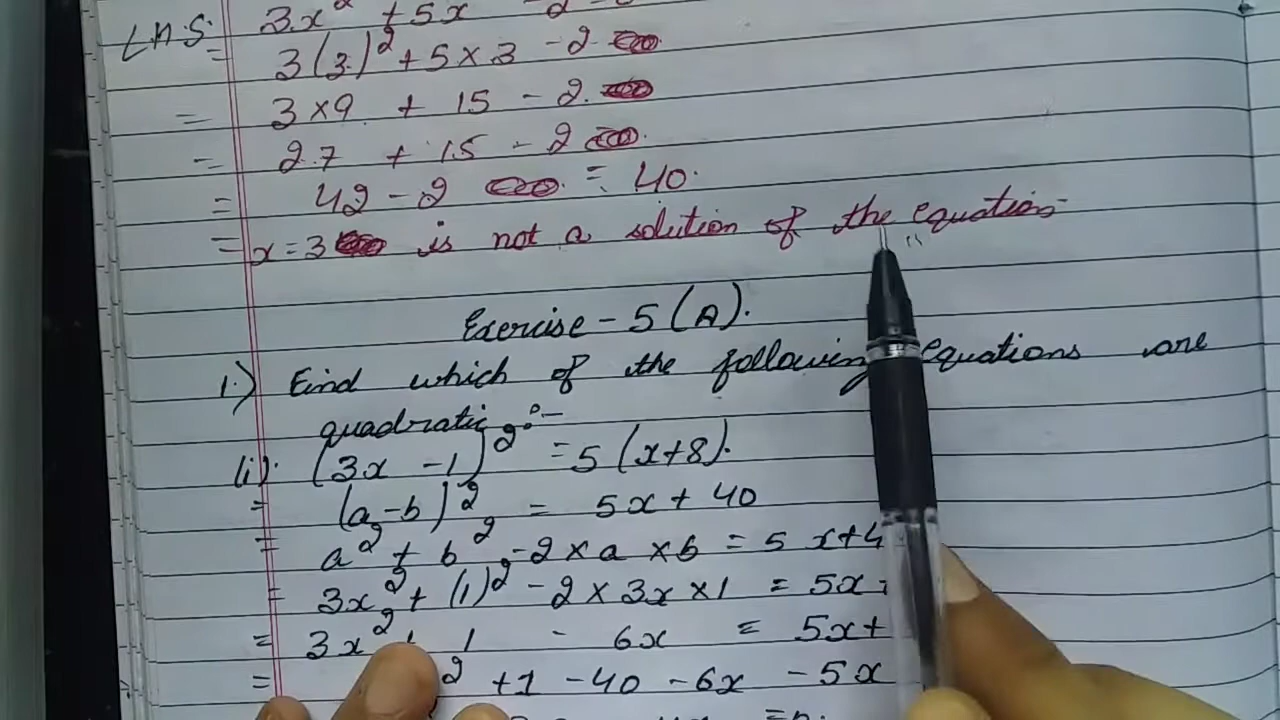 3x² + 5x - 2
L.H.S. = 3(3)² + 5 × 3 - 2
= 3 × 9 + 15 - 2.
= 27 + 15 - 2
= 42 - 2 = 40.
= x = 3 is not a solution of the equation
Exercise - 5(A).
1.) Find which of the following equations are
quadratic :-
(i). (3x - 1)² = 5(x+8).
= (a - b)² = 5x + 40
= a² + b² - 2 × a × b = 5x+4
= 3x² + (1)² - 2 × 3x × 1 = 5x
= 3x² 1 - 6x = 5x+
= ² + 1 - 40 - 6x - 5x